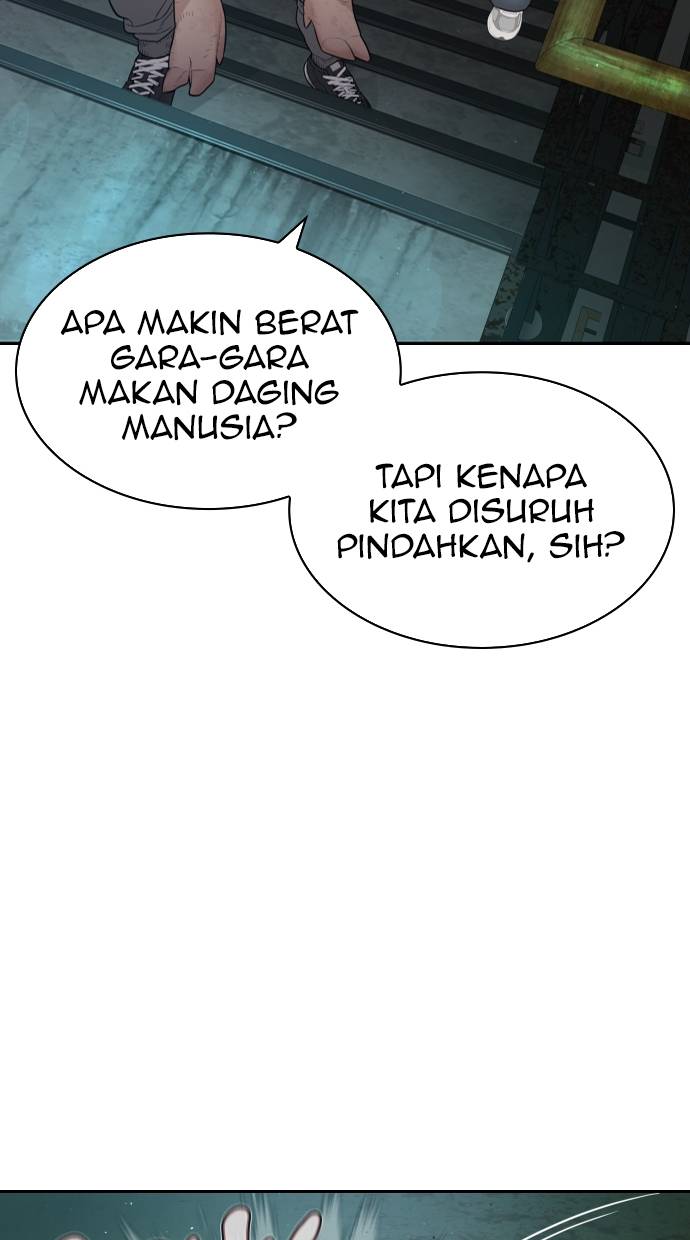 APA MAKIN BERAT
GARA-GARA
MAKAN DAGING
MANUSIA?
TAPI KENAPA
KITA DISURUH
PINDAHKAN, SIH?